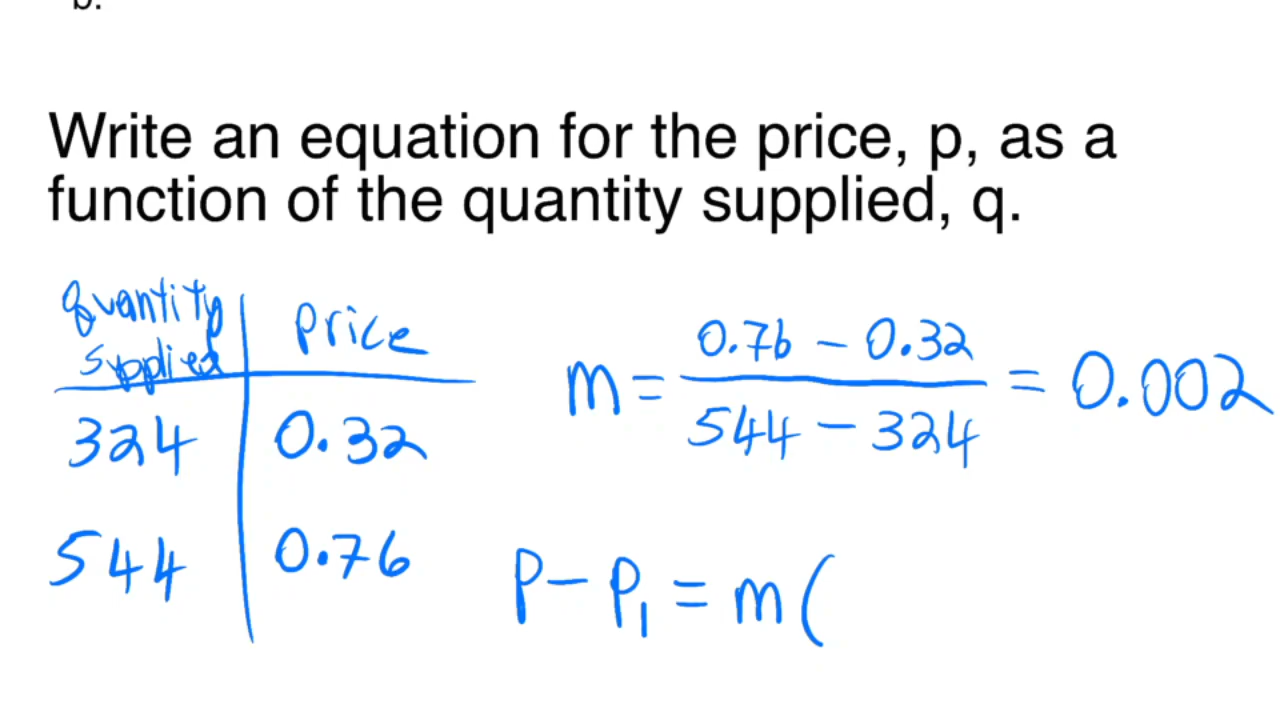 b.
Write an equation for the price, p, as a
function of the quantity supplied, q.
quantity supplied | price
324 | 0.32
544 | 0.76
m = (0.76 - 0.32)/(544 - 324) = 0.002
P - P₁ = m (